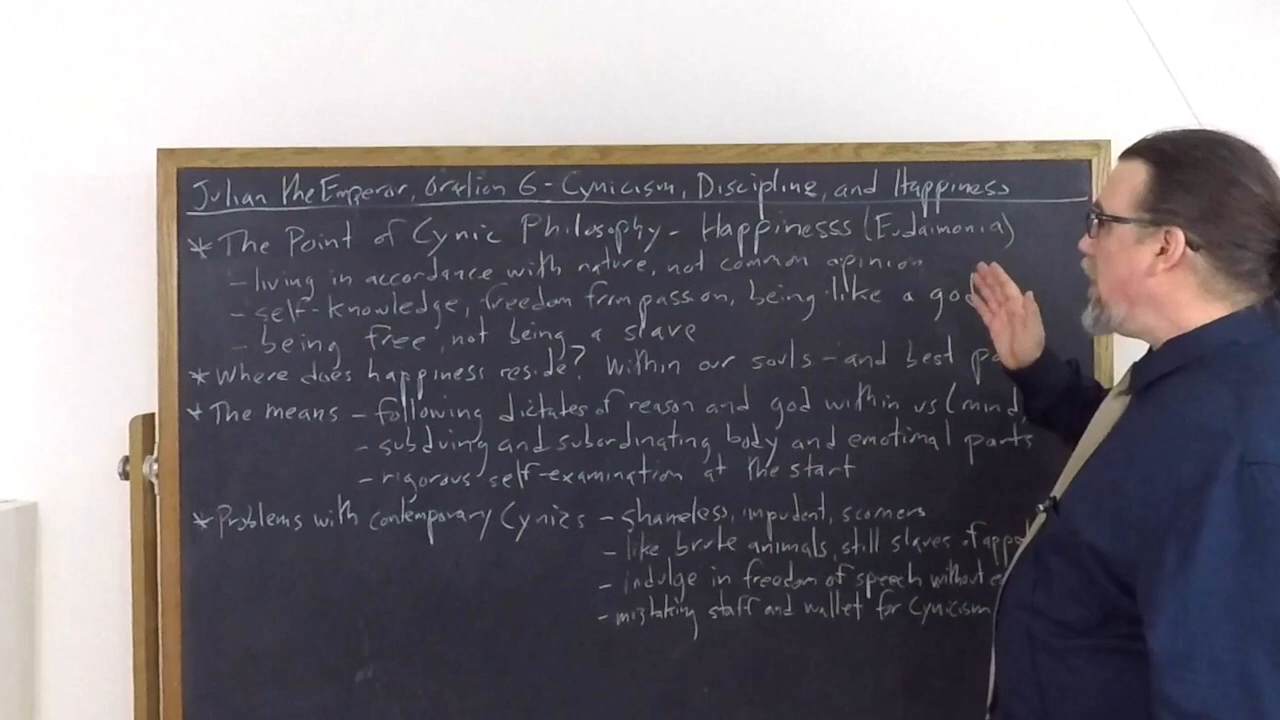 Julian the Emperor, Oration 6 - Cynicism, Discipline, and Happiness
* The Point of Cynic Philosophy - Happinesss (Eudaimonia)
- living in accordance with nature, not common opinion
- self-knowledge, freedom from passion, being like a god
- being free, not being a slave
* Where does happiness reside? Within our souls - and best
* The means - following dictates of reason and god within us (mind
- subduing and subordinating body and emotional parts
- rigorous self-examination at the start
* Problems with contemporary Cynics - shameless, impudent, scorners
- like brute animals, still slaves of
- indulge in freedom of speech without
- mistaking staff and wallet for Cynicism